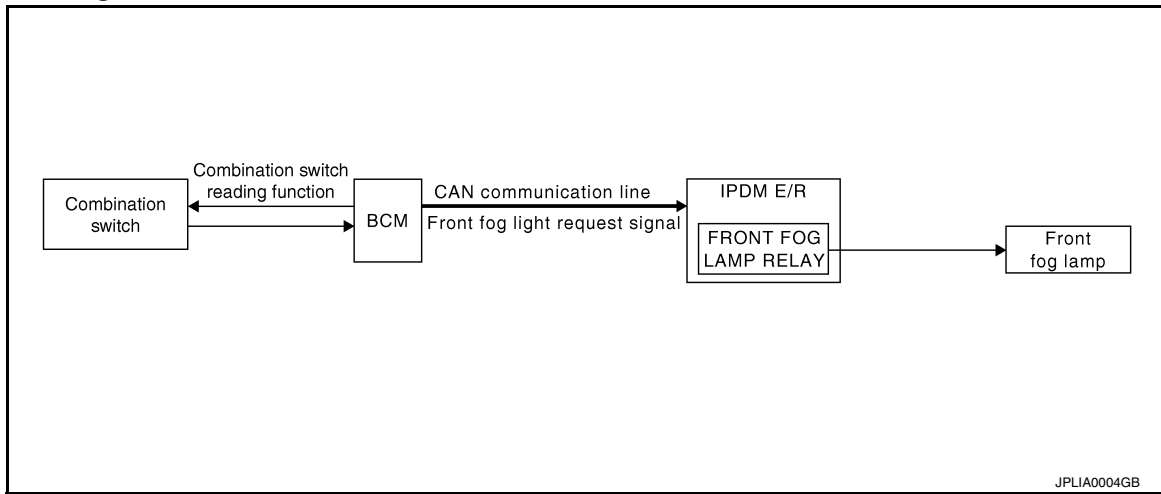 Combination
switch
Combination switch
reading function
BCM
CAN communication line
Front fog light request signal
IPDM E/R
FRONT FOG
LAMP RELAY
Front
fog lamp
JPLIA0004GB